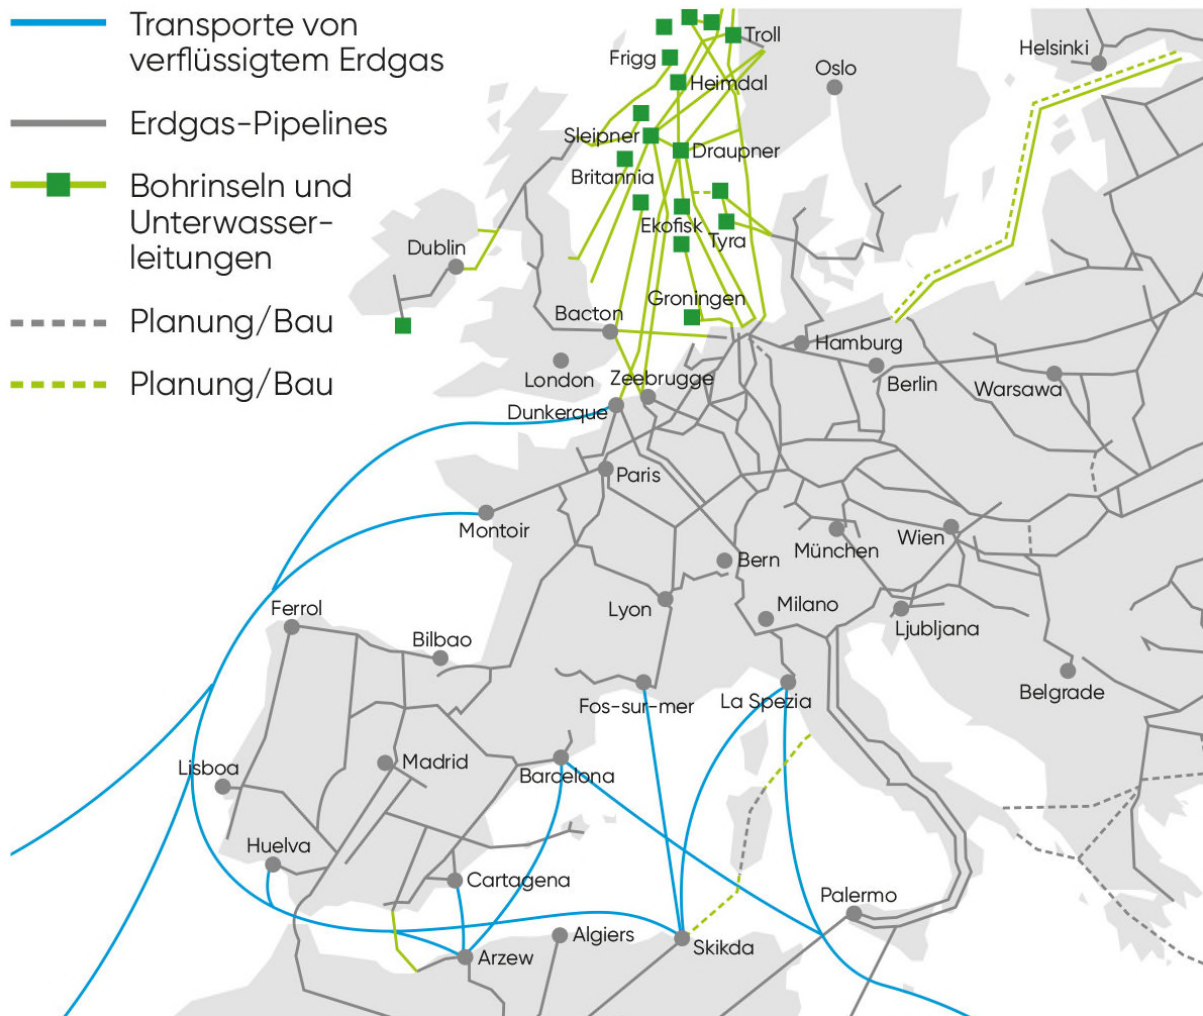 Transporte von
verflüssigtem Erdgas
Erdgas-Pipelines
Bohrinseln und
Unterwasser-
leitungen
Planung/Bau
Planung/Bau
Troll
Frigg
Heimdal
Oslo
Helsinki
Sleipner
Draupner
Britannia
Ekofisk
Tyra
Dublin
Groningen
Bacton
Hamburg
London
Zeebrugge
Berlin
Warsawa
Dunkerque
Paris
Montoir
München
Wien
Bern
Lyon
Milano
Ferrol
Ljubljana
Bilbao
Belgrade
Fos-sur-mer
La Spezia
Lisboa
Madrid
Barcelona
Huelva
Cartagena
Palermo
Algiers
Skikda
Arzew